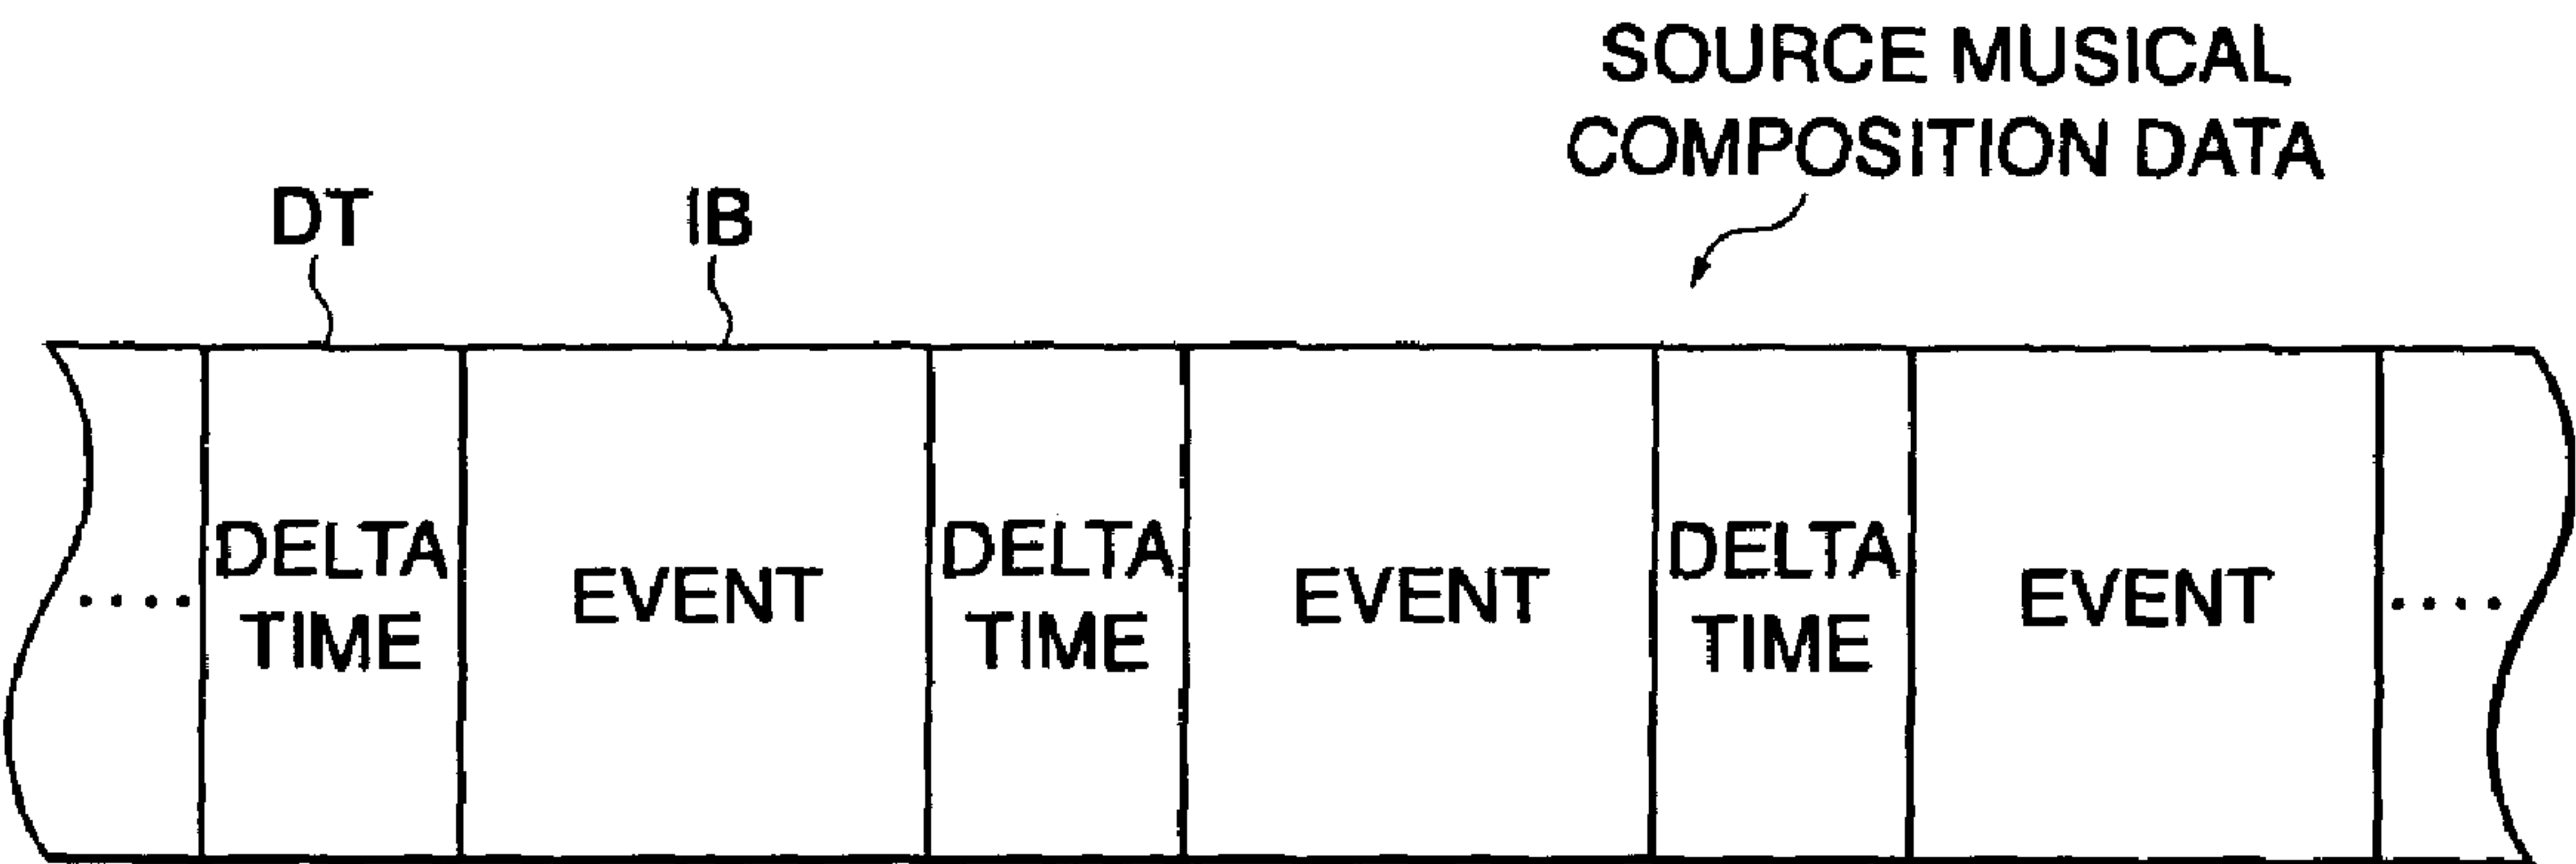 SOURCE MUSICAL
COMPOSITION DATA
DT
IB
....
DELTA
TIME
EVENT
DELTA
TIME
EVENT
DELTA
TIME
EVENT
....